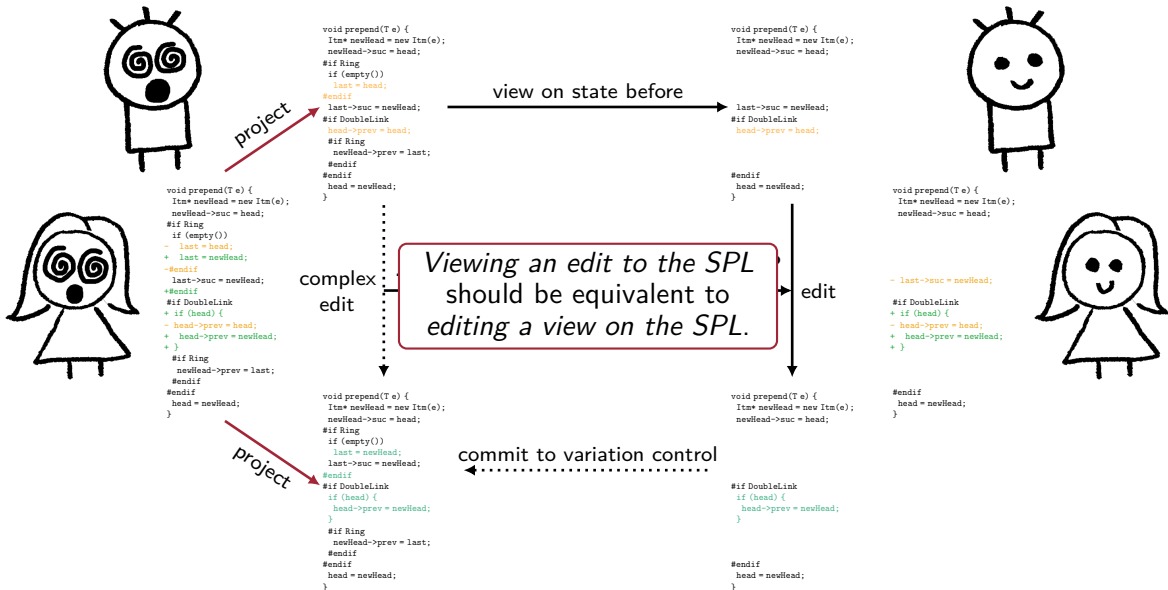 void prepend(T e) {
Itm* newHead = new Itm(e);
newHead->suc = head;
#if Ring
if (empty())
last = head;
#endif
last->suc = newHead;
#if DoubleLink
head->prev = head;
#if Ring
newHead->prev = last;
#endif
#endif
head = newHead;
}
view on state before
void prepend(T e) {
Itm* newHead = new Itm(e);
newHead->suc = head;
last->suc = newHead;
#if DoubleLink
head->prev = head;
#endif
head = newHead;
}
project
void prepend(T e) {
Itm* newHead = new Itm(e);
newHead->suc = head;
#if Ring
if (empty())
- last = head;
+ last = newHead;
-#endif
last->suc = newHead;
+#endif
#if DoubleLink
+ if (head) {
- head->prev = head;
+ head->prev = newHead;
+ }
#if Ring
newHead->prev = last;
#endif
#endif
head = newHead;
}
complex
edit
Viewing an edit to the SPL
should be equivalent to
editing a view on the SPL.
edit
void prepend(T e) {
Itm* newHead = new Itm(e);
newHead->suc = head;
- last->suc = newHead;
#if DoubleLink
+ if (head) {
- head->prev = head;
+ head->prev = newHead;
+ }
#endif
head = newHead;
}
project
void prepend(T e) {
Itm* newHead = new Itm(e);
newHead->suc = head;
#if Ring
if (empty())
last = newHead;
last->suc = newHead;
#endif
#if DoubleLink
if (head) {
head->prev = newHead;
}
#if Ring
newHead->prev = last;
#endif
#endif
head = newHead;
}
commit to variation control
void prepend(T e) {
Itm* newHead = new Itm(e);
newHead->suc = head;
#if DoubleLink
if (head) {
head->prev = newHead;
}
#endif
head = newHead;
}